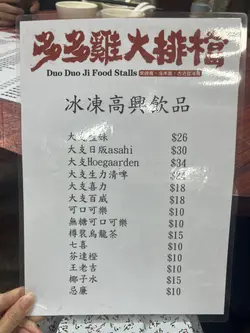 多多雞大排檔
Duo Duo Ji Food Stalls
冰凍高興飲品
大支 $26
大支日版asahi $30
大支Hoegaarden $34
大支生力清啤
大支喜力 $18
大支百威 $18
可口可樂 $10
無糖可口可樂 $10
樽裝烏龍茶 $15
七喜 $10
芬達橙 $10
王老吉 $10
椰子水 $15
忌廉 $10